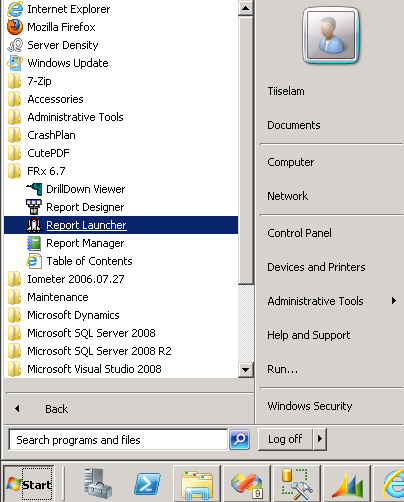 Internet Explorer
Mozilla Firefox
Server Density
Windows Update
7-Zip
Accessories
Administrative Tools
CrashPlan
CutePDF
FRx 6.7
DrillDown Viewer
Report Designer
Report Launcher
Report Manager
Table of Contents
Iometer 2006.07.27
Maintenance
Microsoft Dynamics
Microsoft SQL Server 2008
Microsoft SQL Server 2008 R2
Microsoft Visual Studio 2008
Back
Search programs and files
Tiiselam
Documents
Computer
Network
Control Panel
Devices and Printers
Administrative Tools
Help and Support
Run...
Windows Security
Log off
Start
9